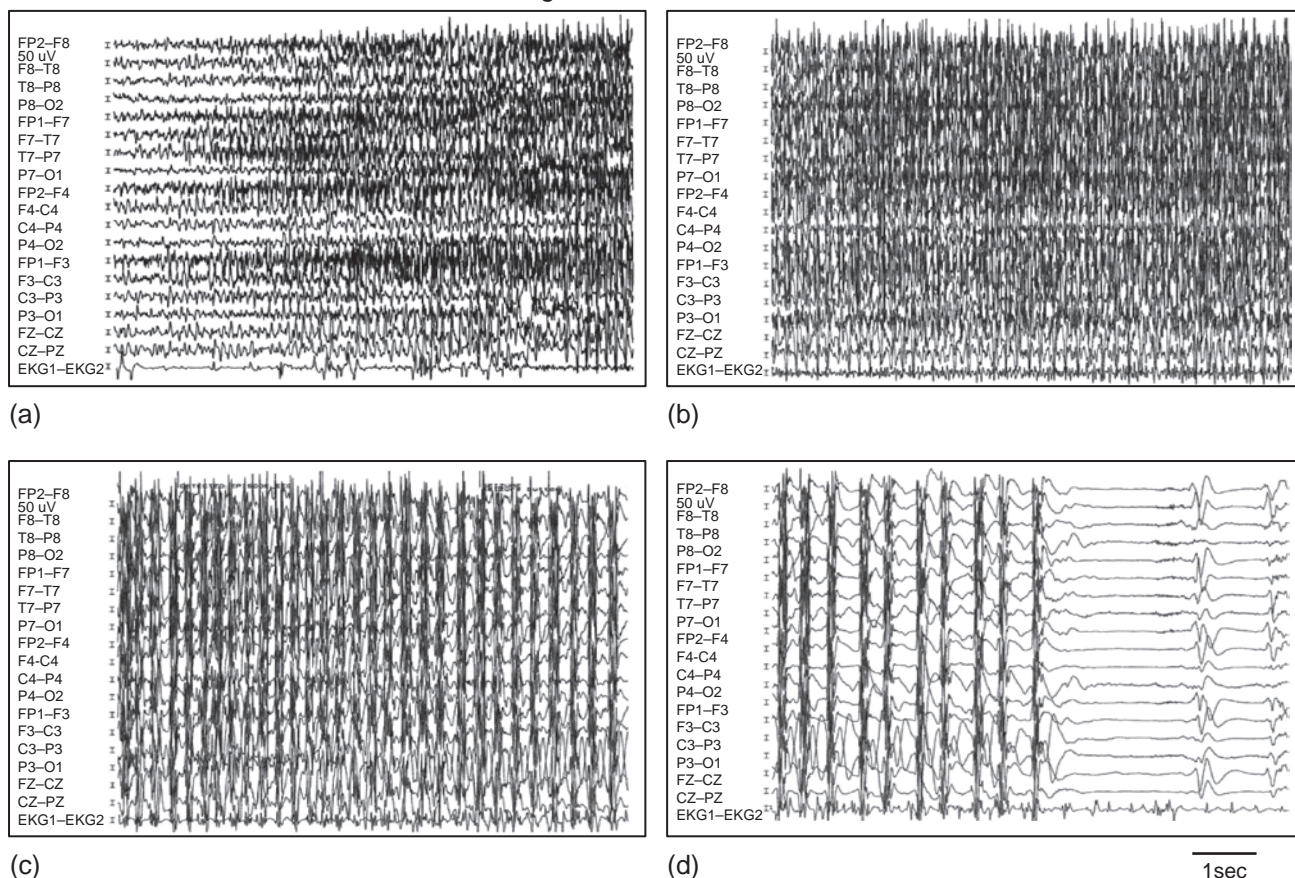 FP2–F8
50 uV
F8–T8
T8–P8
P8–O2
FP1–F7
F7–T7
T7–P7
P7–O1
FP2–F4
F4-C4
C4–P4
P4–O2
FP1–F3
F3–C3
C3–P3
P3–O1
FZ–CZ
CZ–PZ
EKG1–EKG2
(a)
FP2–F8
50 uV
F8–T8
T8–P8
P8–O2
FP1–F7
F7–T7
T7–P7
P7–O1
FP2–F4
F4-C4
C4–P4
P4–O2
FP1–F3
F3–C3
C3–P3
P3–O1
FZ–CZ
CZ–PZ
EKG1–EKG2
(b)
FP2–F8
50 uV
F8–T8
T8–P8
P8–O2
FP1–F7
F7–T7
T7–P7
P7–O1
FP2–F4
F4-C4
C4–P4
P4–O2
FP1–F3
F3–C3
C3–P3
P3–O1
FZ–CZ
CZ–PZ
EKG1–EKG2
(c)
FP2–F8
50 uV
F8–T8
T8–P8
P8–O2
FP1–F7
F7–T7
T7–P7
P7–O1
FP2–F4
F4-C4
C4–P4
P4–O2
FP1–F3
F3–C3
C3–P3
P3–O1
FZ–CZ
CZ–PZ
EKG1–EKG2
(d)
1sec